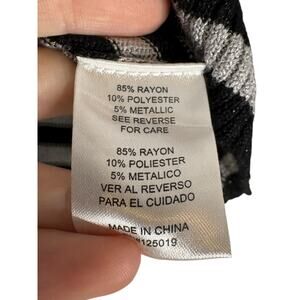 85% RAYON
10% POLYESTER
5% METALLIC
SEE REVERSE
FOR CARE
85% RAYON
10% POLIESTER
5% METALICO
VER AL REVERSO
PARA EL CUIDADO
MADE IN CHINA
#125019